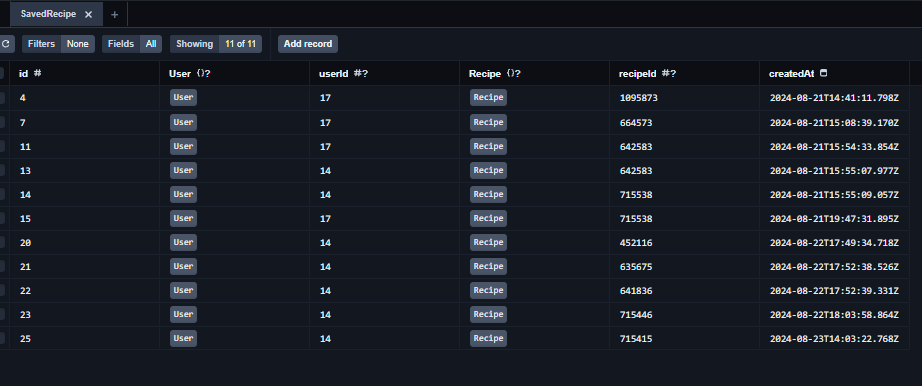 SavedRecipe
Filters None Fields All Showing 11 of 11 Add record
id # User {}? userId #? Recipe {}? recipeId #? createdAt
4 User 17 Recipe 1095873 2024-08-21T14:41:11.798Z
7 User 17 Recipe 664573 2024-08-21T15:08:39.170Z
11 User 17 Recipe 642583 2024-08-21T15:54:33.854Z
13 User 14 Recipe 642583 2024-08-21T15:55:07.977Z
14 User 14 Recipe 715538 2024-08-21T15:55:09.057Z
15 User 17 Recipe 715538 2024-08-21T19:47:31.895Z
20 User 14 Recipe 452116 2024-08-22T17:49:34.718Z
21 User 14 Recipe 635675 2024-08-22T17:52:38.526Z
22 User 14 Recipe 641836 2024-08-22T17:52:39.331Z
23 User 14 Recipe 715446 2024-08-22T18:03:58.864Z
25 User 14 Recipe 715415 2024-08-23T14:03:22.768Z